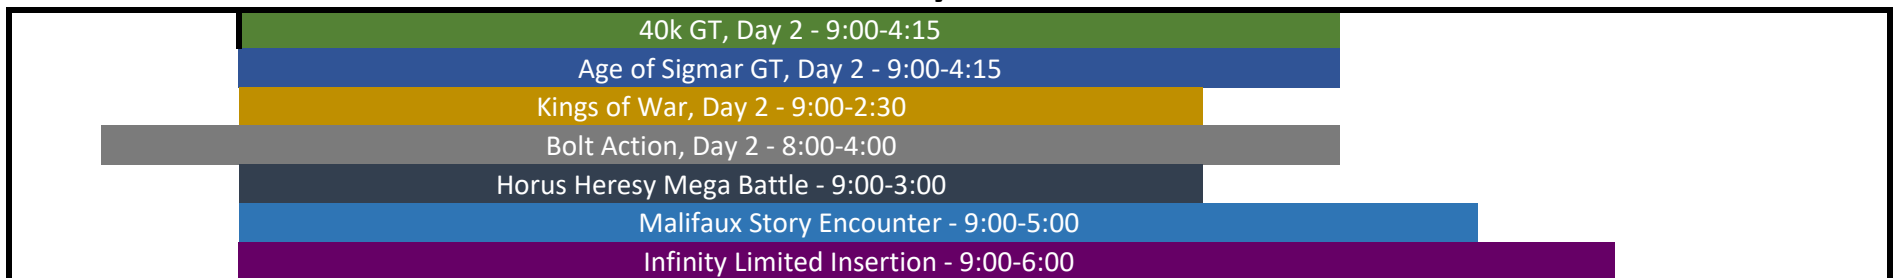 40k GT, Day 2 - 9:00-4:15
Age of Sigmar GT, Day 2 - 9:00-4:15
Kings of War, Day 2 - 9:00-2:30
Bolt Action, Day 2 - 8:00-4:00
Horus Heresy Mega Battle - 9:00-3:00
Malifaux Story Encounter - 9:00-5:00
Infinity Limited Insertion - 9:00-6:00